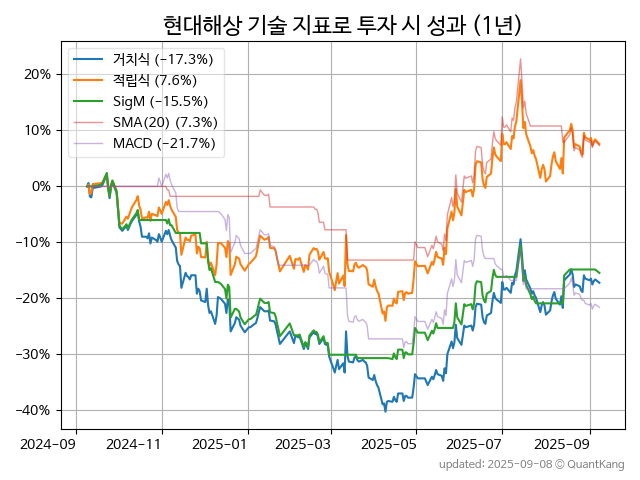 현대해상 기술 지표로 투자 시 성과 (1년)
거치식 (−17.3%)
적립식 (7.6%)
SigM (−15.5%)
SMA(20) (7.3%)
MACD (−21.7%)
20%
10%
0%
−10%
−20%
−30%
−40%
2024-09 2024-11 2025-01 2025-03 2025-05 2025-07 2025-09
updated: 2025-09-08 © QuantKang